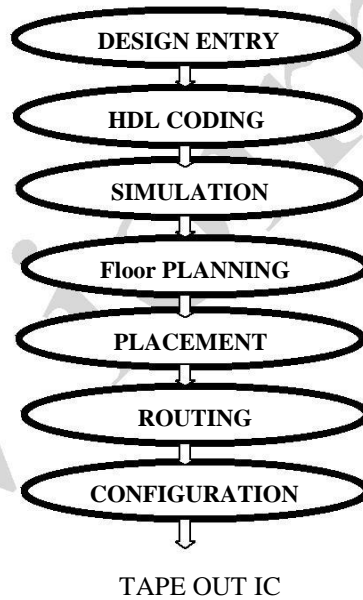 DESIGN ENTRY
HDL CODING
SIMULATION
Floor PLANNING
PLACEMENT
ROUTING
CONFIGURATION
TAPE OUT IC